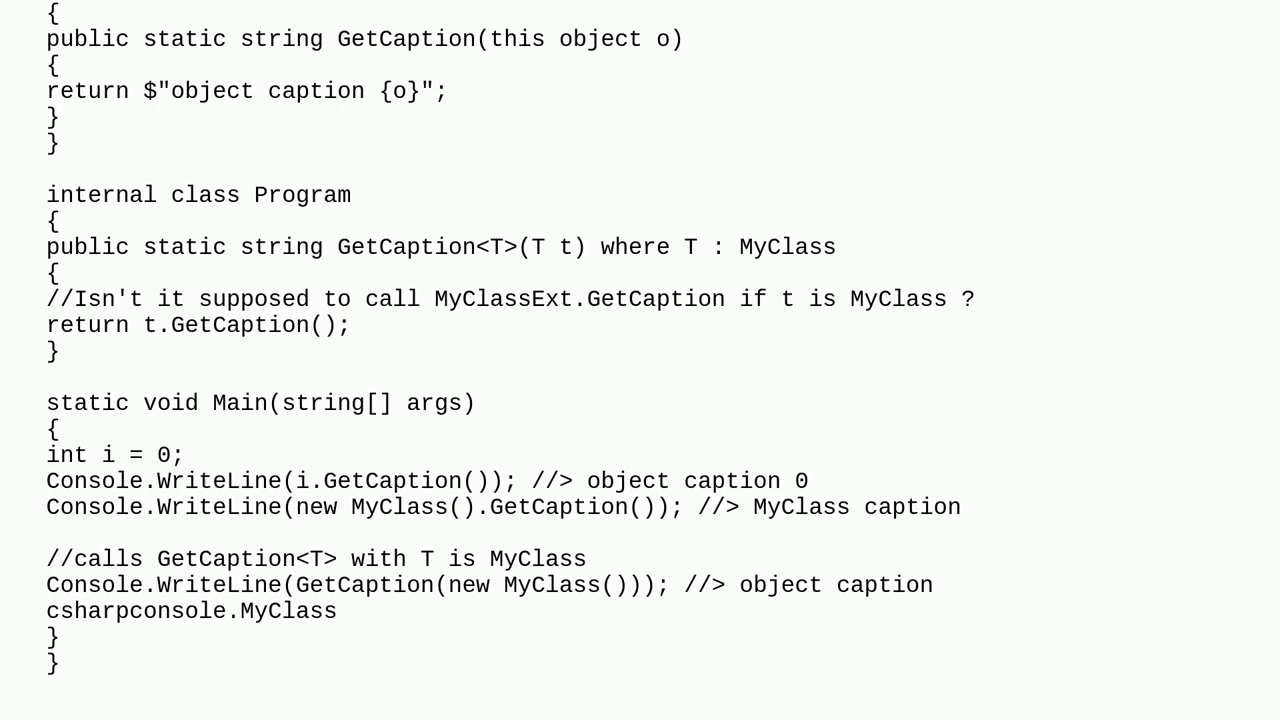 {
public static string GetCaption(this object o)
{
return $"object caption {o}";
}
}
internal class Program
{
public static string GetCaption<T>(T t) where T : MyClass
{
//Isn't it supposed to call MyClassExt.GetCaption if t is MyClass ?
return t.GetCaption();
}
static void Main(string[] args)
{
int i = 0;
Console.WriteLine(i.GetCaption()); //> object caption 0
Console.WriteLine(new MyClass().GetCaption()); //> MyClass caption
//calls GetCaption<T> with T is MyClass
Console.WriteLine(GetCaption(new MyClass())); //> object caption
csharpconsole.MyClass
}
}